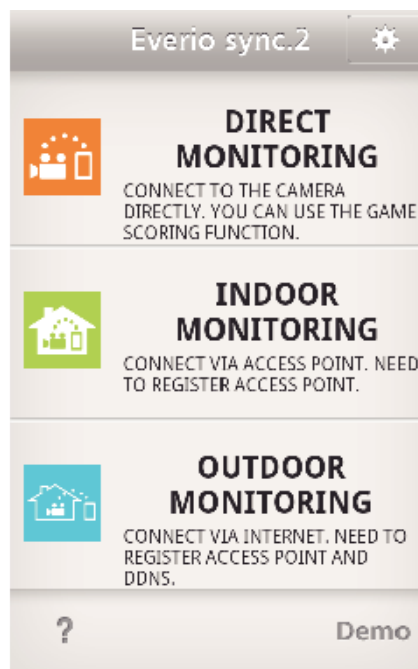 Everio sync.2
DIRECT
MONITORING
CONNECT TO THE CAMERA
DIRECTLY. YOU CAN USE THE GAME
SCORING FUNCTION.
INDOOR
MONITORING
CONNECT VIA ACCESS POINT. NEED
TO REGISTER ACCESS POINT.
OUTDOOR
MONITORING
CONNECT VIA INTERNET. NEED TO
REGISTER ACCESS POINT AND
DDNS.
? Demo